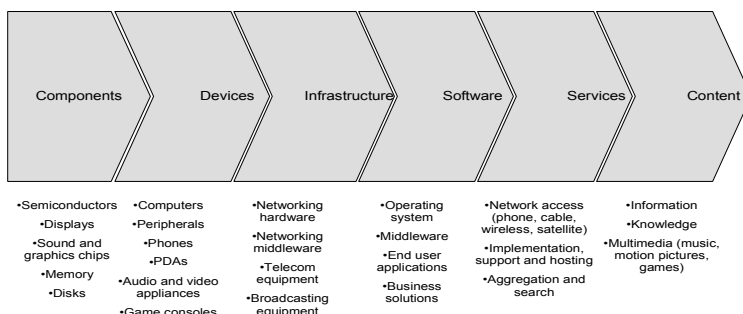 Components
Devices
Infrastructure
Software
Services
Content
•Semiconductors
•Displays
•Sound and
graphics chips
•Memory
•Disks
•Computers
•Peripherals
•Phones
•PDAs
•Audio and video
appliances
•Game consoles
•Networking
hardware
•Networking
middleware
•Telecom
equipment
•Broadcasting
equipment
•Operating
system
•Middleware
•End user
applications
•Business
solutions
•Network access
(phone, cable,
wireless, satellite)
•Implementation,
support and hosting
•Aggregation and
search
•Information
•Knowledge
•Multimedia (music,
motion pictures,
games)